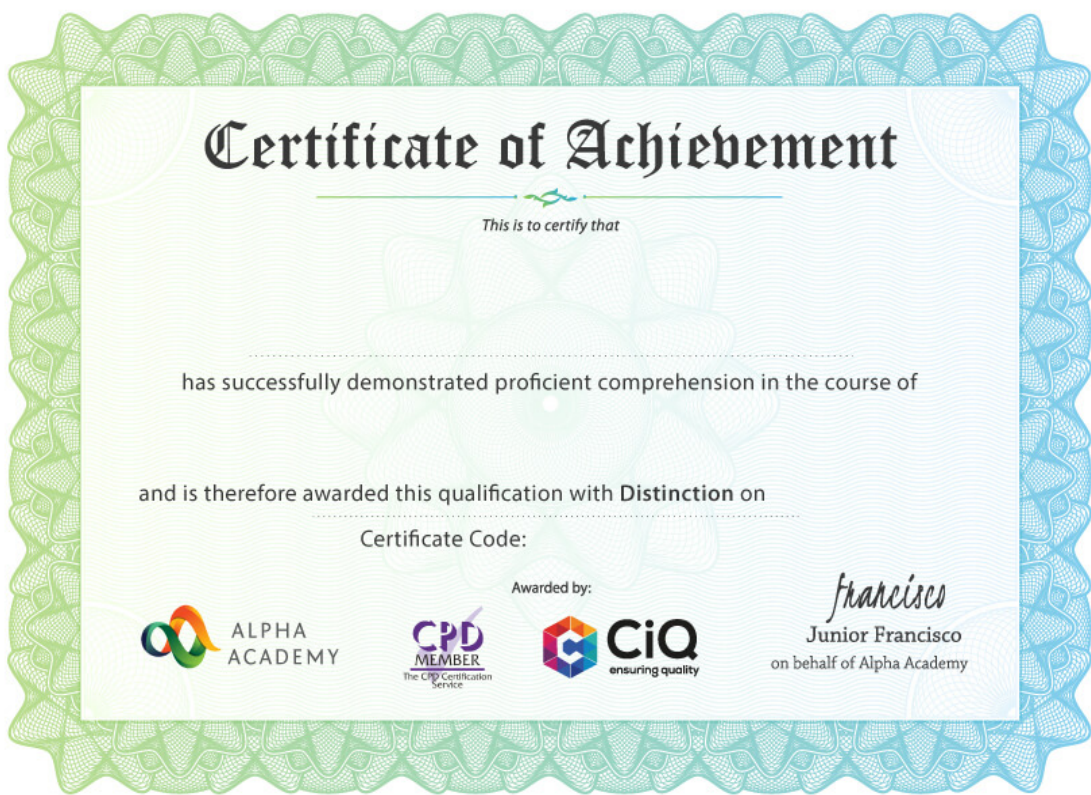 Certificate of Achievement
This is to certify that
has successfully demonstrated proficient comprehension in the course of
and is therefore awarded this qualification with Distinction on
Certificate Code:
Awarded by:
ALPHA
ACADEMY
CPD
MEMBER
The CPD Certification
Service
CiQ
ensuring quality
francisco
Junior Francisco
on behalf of Alpha Academy